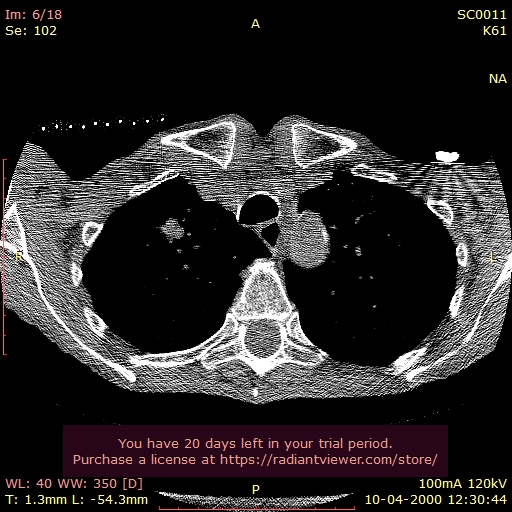 Im: 6/18
Se: 102
A
SC0011
K61
NA
R
L
You have 20 days left in your trial period.
Purchase a license at https://radiantviewer.com/store/
WL: 40 WW: 350 [D]
T: 1.3mm L: -54.3mm
P
100mA 120kV
10-04-2000 12:30:44